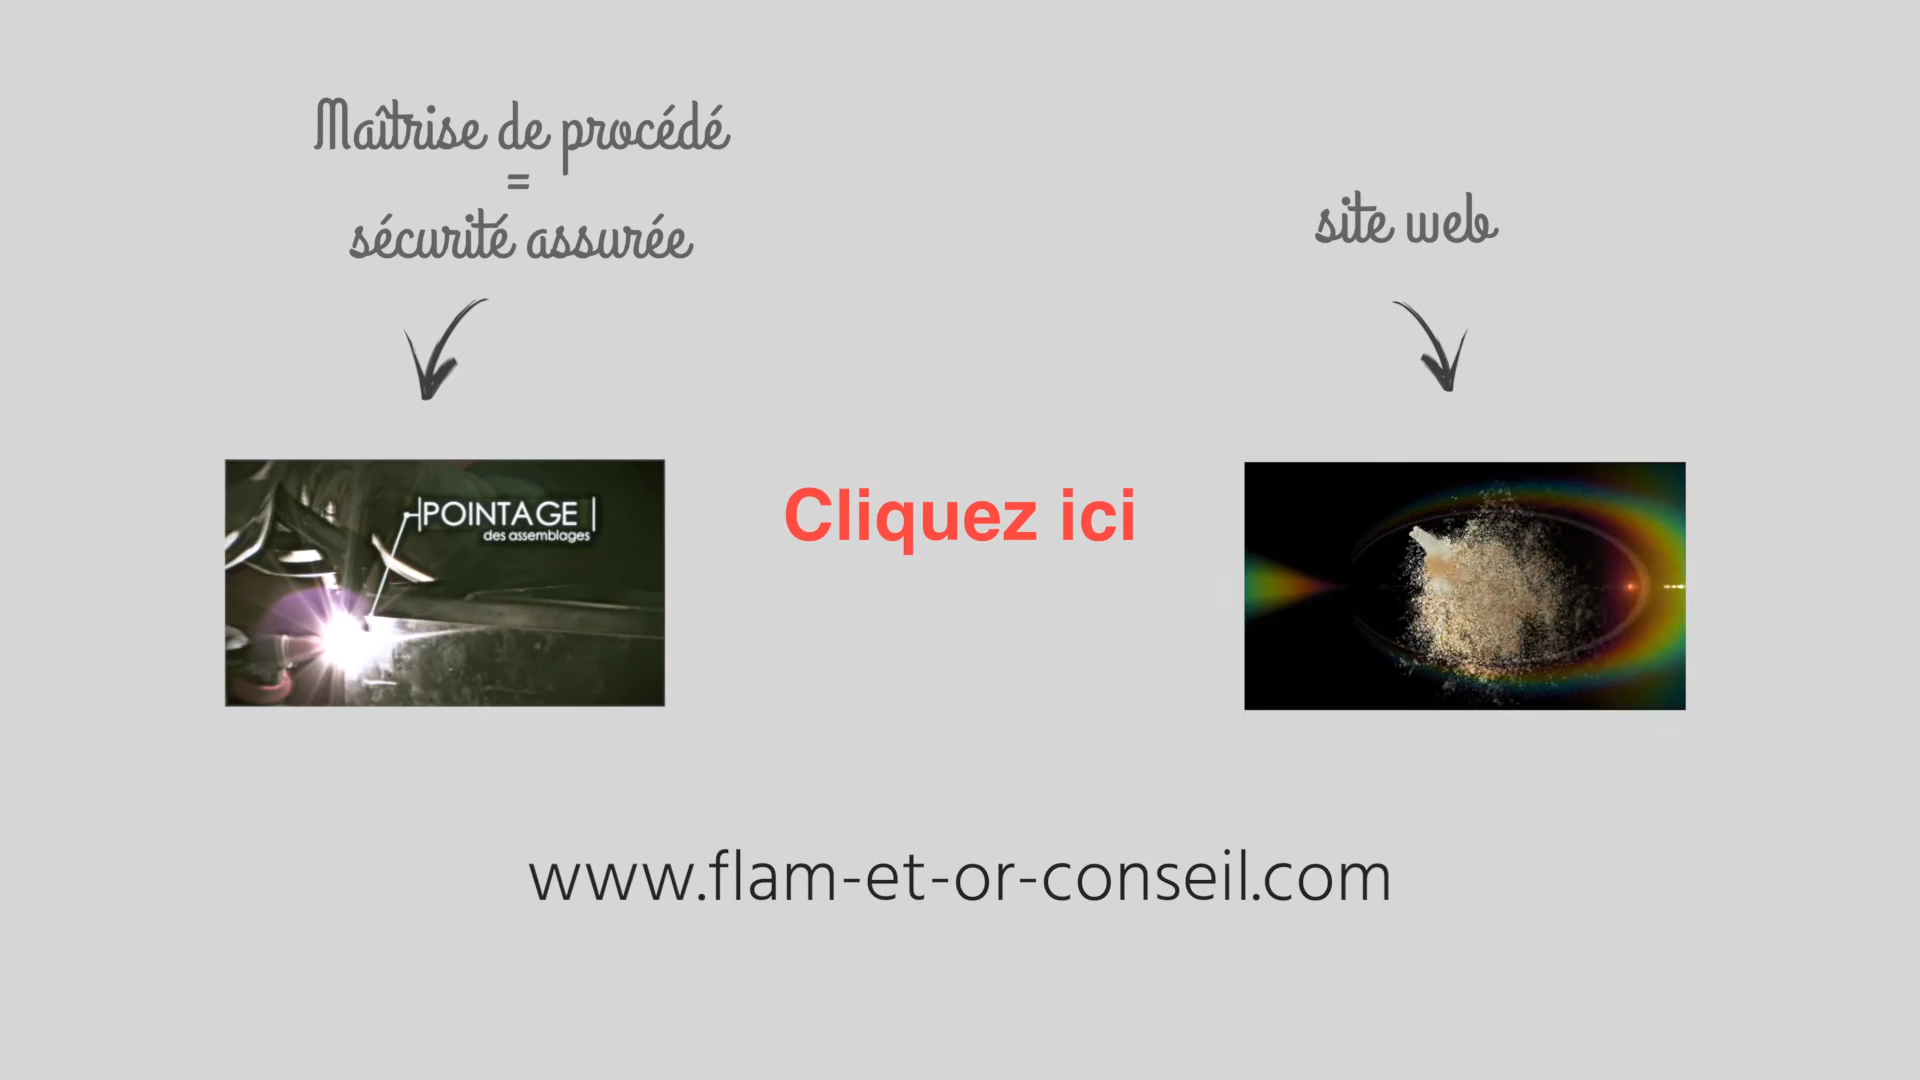 Maîtrise de procédé
=
sécurité assurée
site web
POINTAGE
des assemblages
Cliquez ici
www.flam-et-or-conseil.com